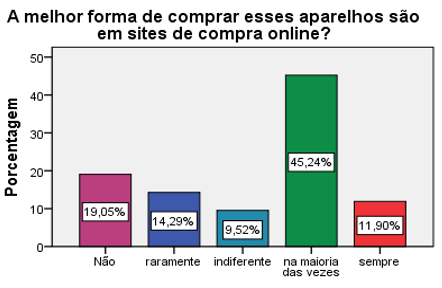 A melhor forma de comprar esses aparelhos são
em sites de compra online?
Porcentagem
50
40
30
20
10
0
19,05%
14,29%
9,52%
45,24%
11,90%
Não
raramente
indiferente
na maioria
das vezes
sempre